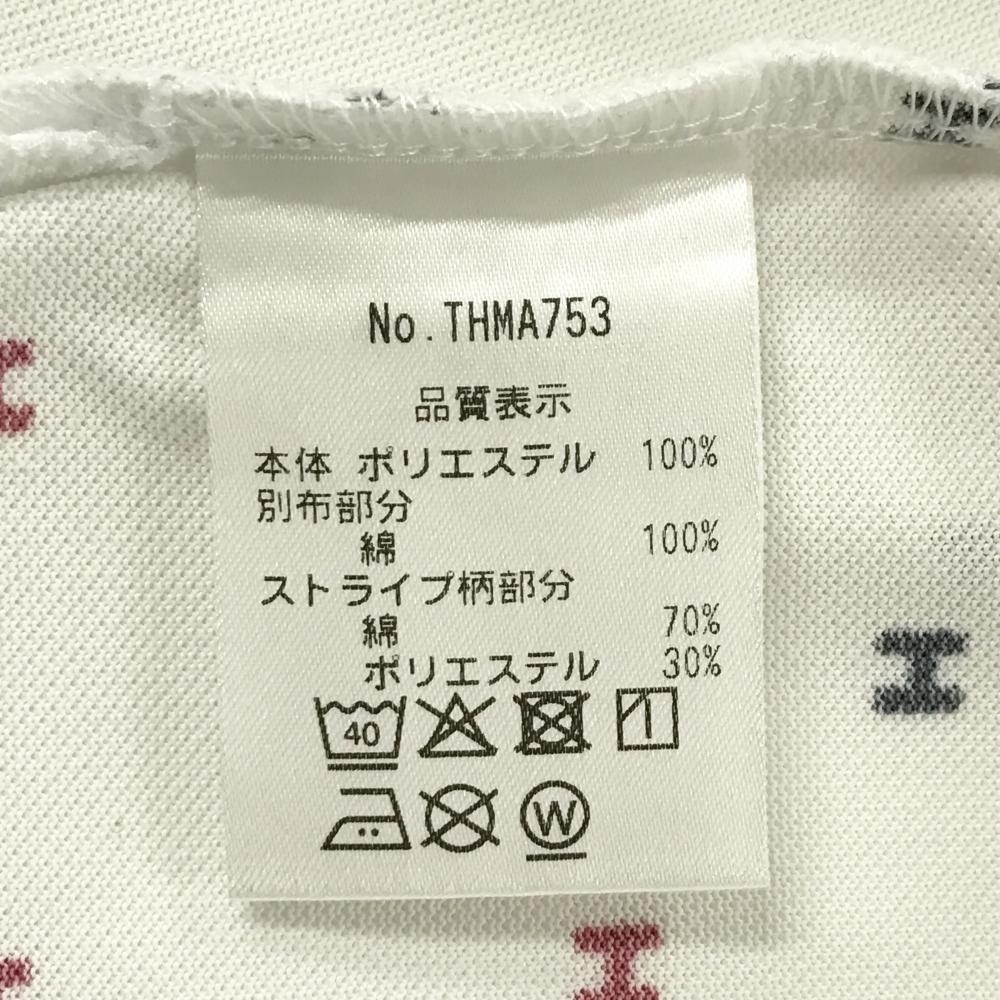 No.THMA753
品質表示
本体 ポリエステル 100%
別布部分
綿 100%
ストライプ柄部分
綿 70%
ポリエステル 30%
40
W